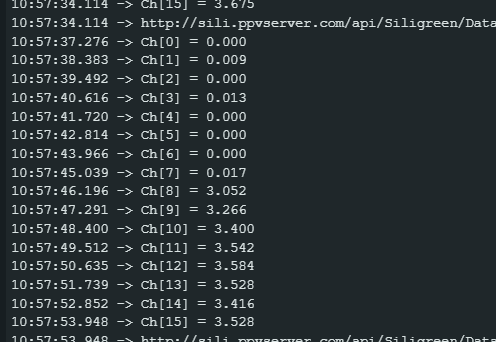 10:57:34.114 -> Ch[15] = 3.675
10:57:34.114 -> http://sili.ppvserver.com/api/Siligreen/Data
10:57:37.276 -> Ch[0] = 0.000
10:57:38.383 -> Ch[1] = 0.009
10:57:39.492 -> Ch[2] = 0.000
10:57:40.616 -> Ch[3] = 0.013
10:57:41.720 -> Ch[4] = 0.000
10:57:42.814 -> Ch[5] = 0.000
10:57:43.966 -> Ch[6] = 0.000
10:57:45.039 -> Ch[7] = 0.017
10:57:46.196 -> Ch[8] = 3.052
10:57:47.291 -> Ch[9] = 3.266
10:57:48.400 -> Ch[10] = 3.400
10:57:49.512 -> Ch[11] = 3.542
10:57:50.635 -> Ch[12] = 3.584
10:57:51.739 -> Ch[13] = 3.528
10:57:52.852 -> Ch[14] = 3.416
10:57:53.948 -> Ch[15] = 3.528
10:57:53.948 -> http://sili.ppvserver.com/api/Siligreen/Data